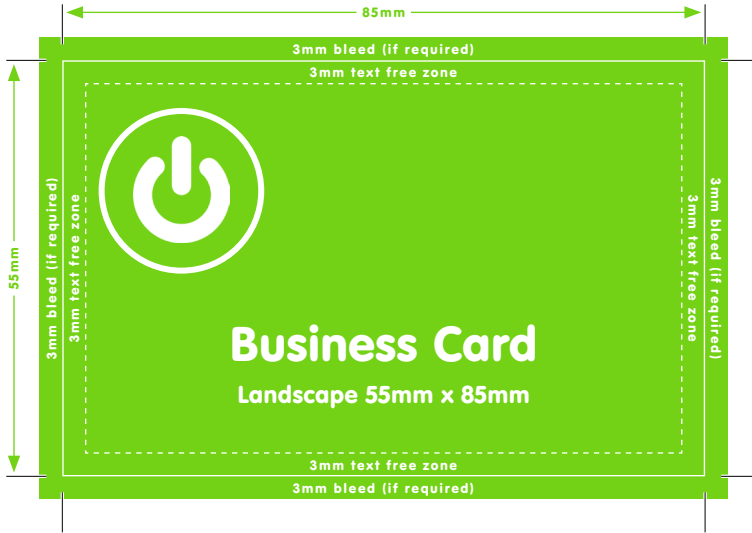 85mm
3mm bleed (if required)
3mm text free zone
55mm
3mm bleed (if required)
3mm text free zone
3mm text free zone
3mm bleed (if required)
Business Card
Landscape 55mm x 85mm
3mm text free zone
3mm bleed (if required)